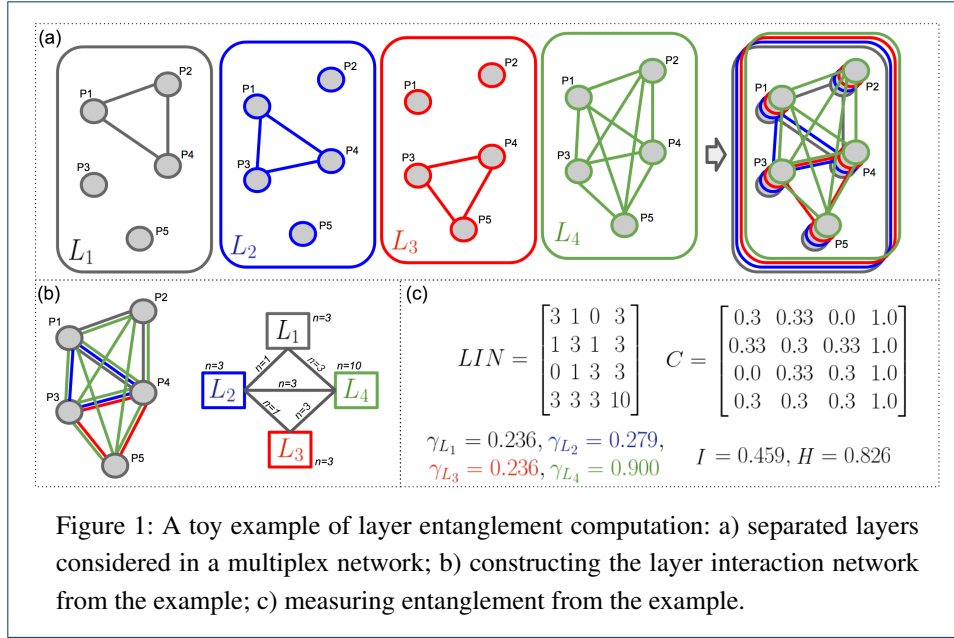 (a)
P1
P2
P3
P4
P5
L1
P1
P2
P3
P4
P5
L2
P1
P2
P3
P4
P5
L3
P1
P2
P3
P4
P5
L4
P1
P2
P3
P4
P5
(b)
P1
P2
P3
P4
P5
L1 n=3
n=3 L2
n=10 L4
L3 n=3
n=1
n=3
n=3
n=1
n=3
(c)
LIN =
3 1 0 3
1 3 1 3
0 1 3 3
3 3 3 10
C =
0.3 0.33 0.0 1.0
0.33 0.3 0.33 1.0
0.0 0.33 0.3 1.0
0.3 0.3 0.3 1.0
γL1 = 0.236, γL2 = 0.279,
γL3 = 0.236, γL4 = 0.900
I = 0.459, H = 0.826
Figure 1: A toy example of layer entanglement computation: a) separated layers
considered in a multiplex network; b) constructing the layer interaction network
from the example; c) measuring entanglement from the example.